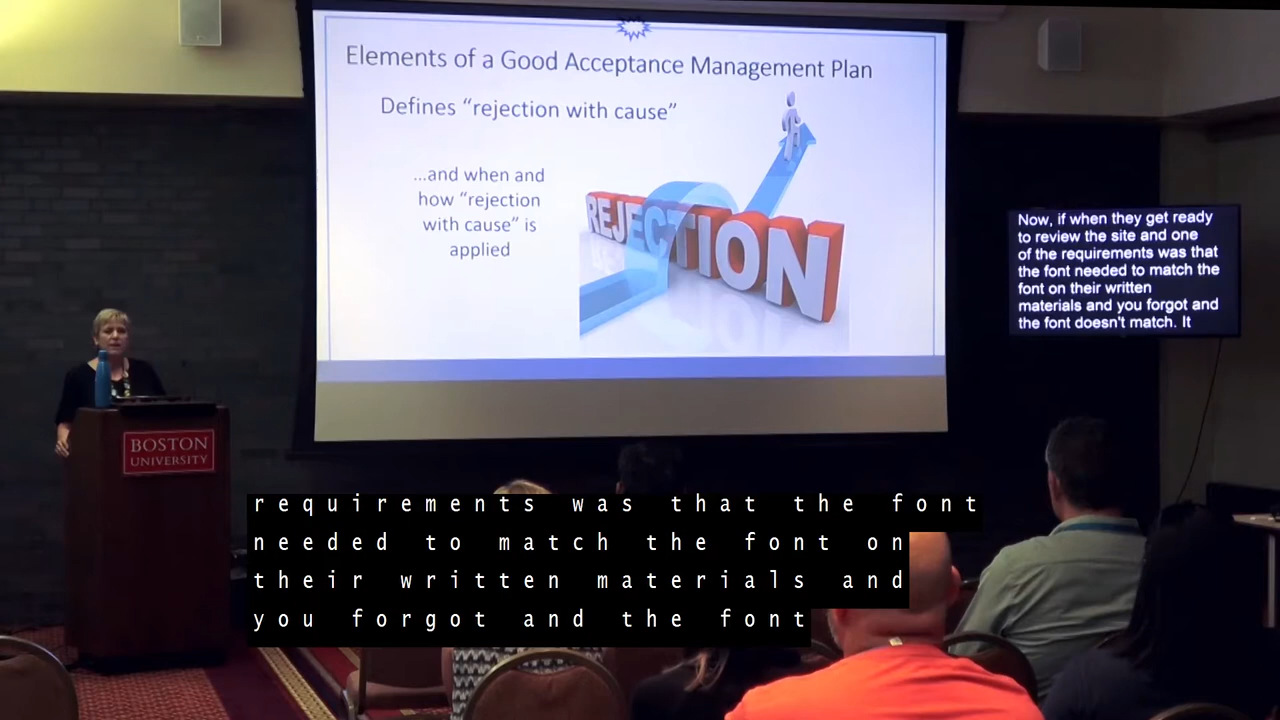 Elements of a Good Acceptance Management Plan
Defines “rejection with cause”
...and when and
how “rejection
with cause” is
applied
REJECTION
Now, if when they get ready
to review the site and one
of the requirements was that
the font needed to match the
font on their written
materials and you forgot and
the font doesn't match. It
BOSTON
UNIVERSITY
requirements was that the font
needed to match the font on
their written materials and
you forgot and the font